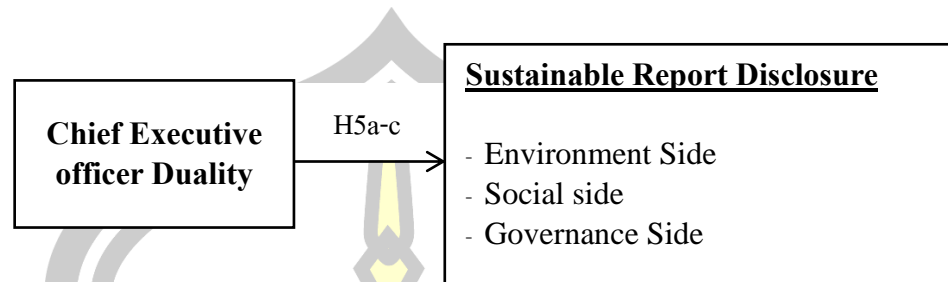 Chief Executive
officer Duality
H5a-c
Sustainable Report Disclosure
- Environment Side
- Social side
- Governance Side